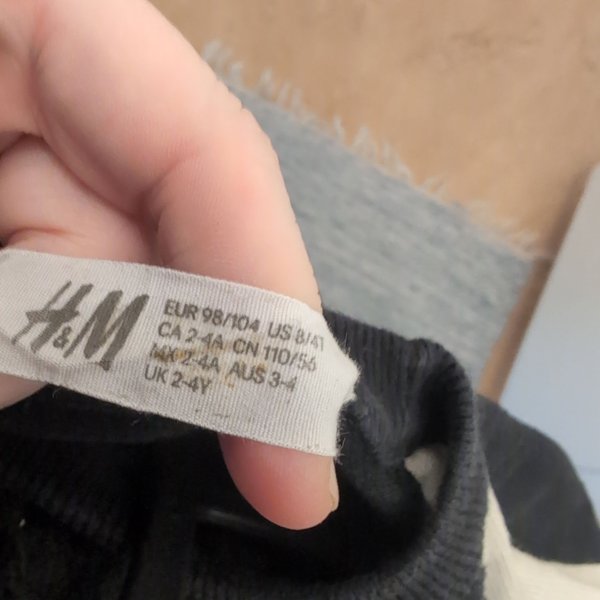 H&M
EUR 98/104 US 3/4T
CA 2-4A CN 110/56
MX 2-4A AUS 3-4
UK 2-4Y